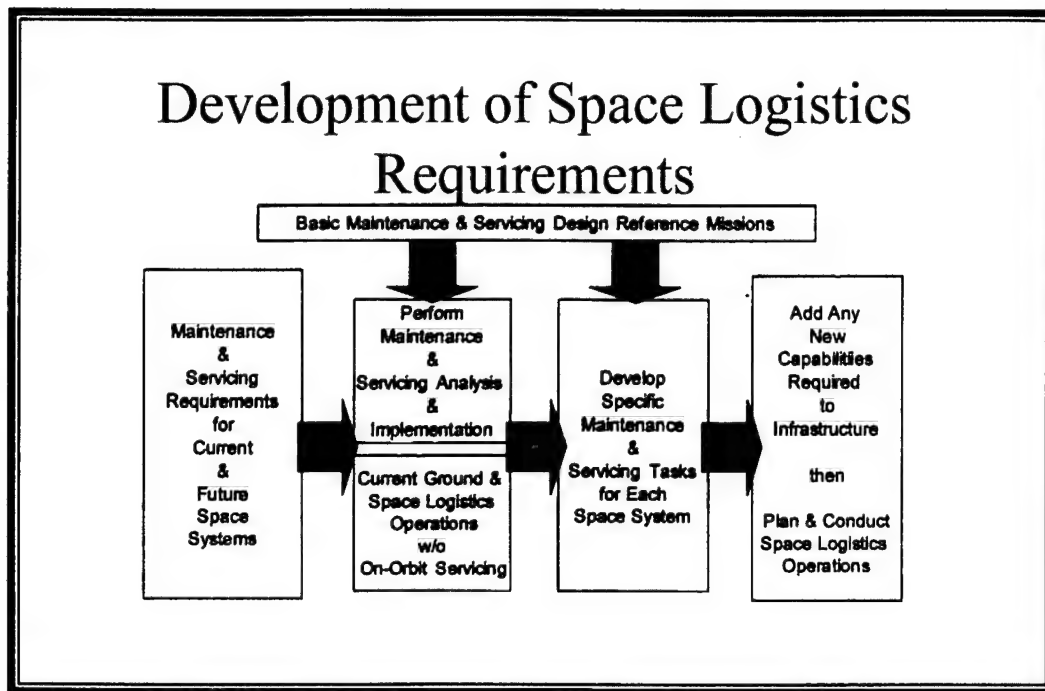 Development of Space Logistics
Requirements
Basic Maintenance & Servicing Design Reference Missions
Maintenance
&
Servicing
Requirements
for
Current
&
Future
Space
Systems
Perform
Maintenance
&
Servicing Analysis
&
Implementation
Current Ground &
Space Logistics
Operations
w/o
On-Orbit Servicing
Develop
Specific
Maintenance
&
Servicing Tasks
for Each
Space System
Add Any
New
Capabilities
Required
to
Infrastructure
then
Plan & Conduct
Space Logistics
Operations